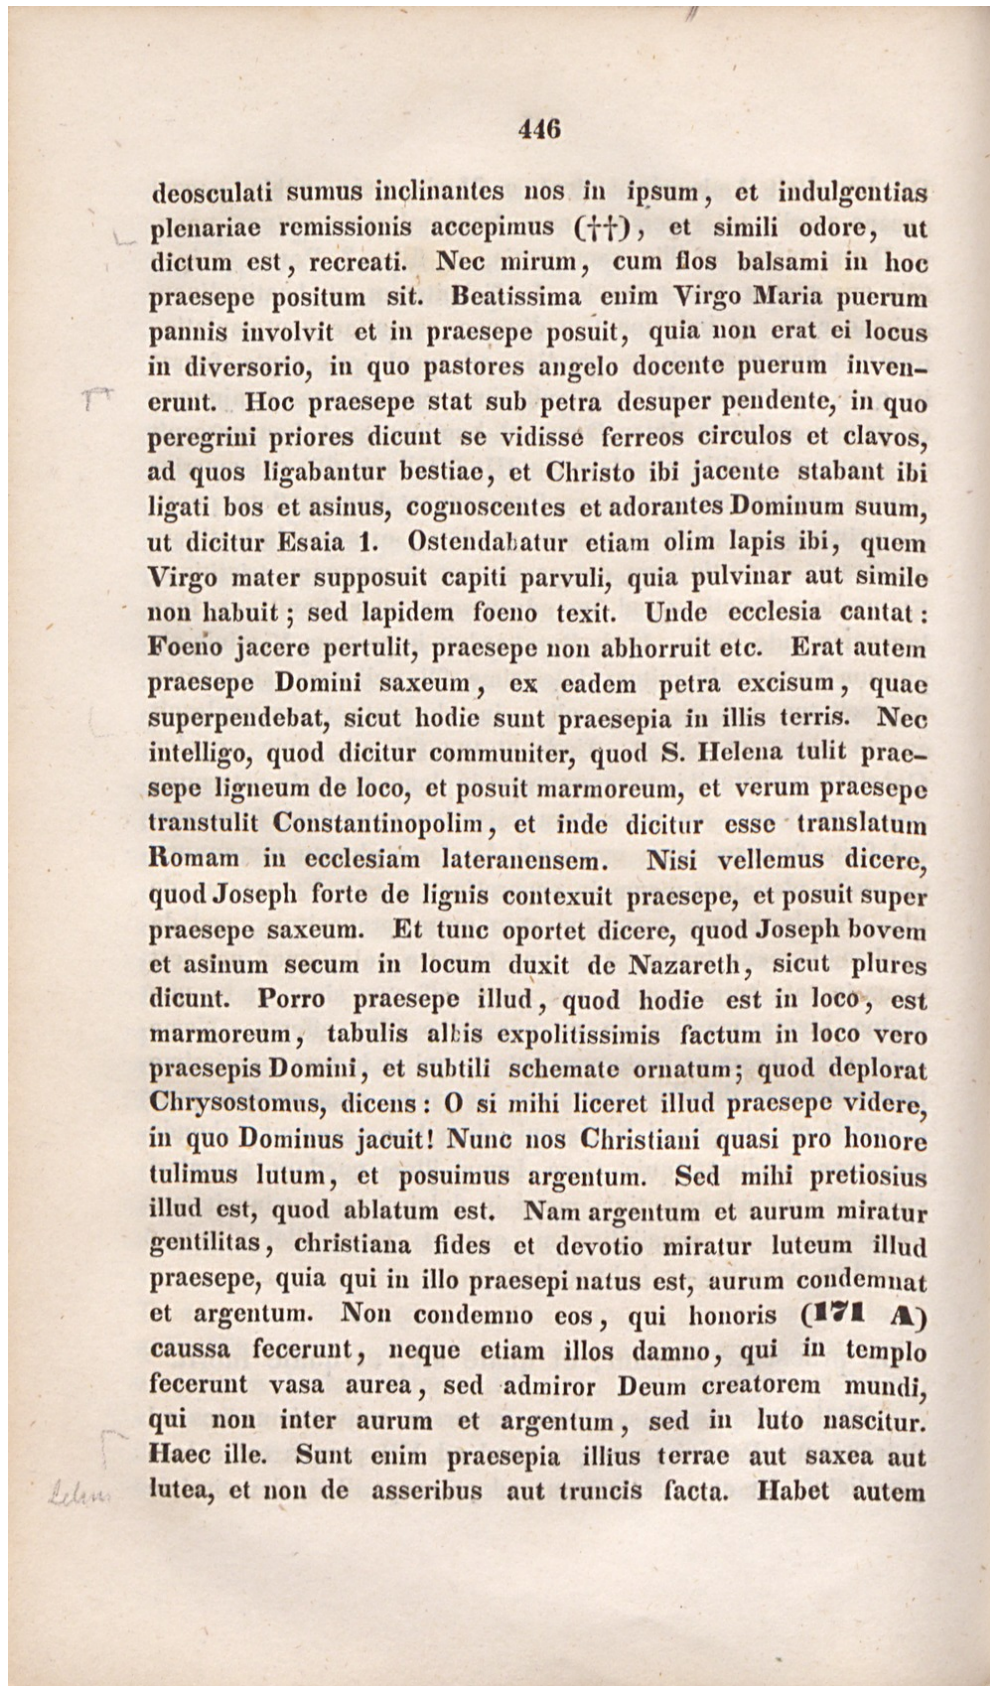 446
deosculati sumus inclinantes nos in ipsum, et indulgentias
plenariae remissionis accepimus (††), et simili odore, ut
dictum est, recreati. Nec mirum, cum flos balsami in hoc
praesepe positum sit. Beatissima enim Virgo Maria puerum
pannis involvit et in praesepe posuit, quia non erat ei locus
in diversorio, in quo pastores angelo docente puerum inven-
erunt. Hoc praesepe stat sub petra desuper pendente, in quo
peregrini priores dicunt se vidisse ferreos circulos et clavos,
ad quos ligabantur bestiae, et Christo ibi jacente stabant ibi
ligati bos et asinus, cognoscentes et adorantes Dominum suum,
ut dicitur Esaia 1. Ostendabatur etiam olim lapis ibi, quem
Virgo mater supposuit capiti parvuli, quia pulvinar aut simile
non habuit; sed lapidem foeno texit. Unde ecclesia cantat:
Foeno jacere pertulit, praesepe non abhorruit etc. Erat autem
praesepe Domini saxeum, ex eadem petra excisum, quae
superpendebat, sicut hodie sunt praesepia in illis terris. Nec
intelligo, quod dicitur communiter, quod S. Helena tulit prae-
sepe ligneum de loco, et posuit marmoreum, et verum praesepe
transtulit Constantinopolim, et inde dicitur esse translatum
Romam in ecclesiam lateranensem. Nisi vellemus dicere,
quod Joseph forte de lignis contexuit praesepe, et posuit super
praesepe saxeum. Et tunc oportet dicere, quod Joseph bovem
et asinum secum in locum duxit de Nazareth, sicut plures
dicunt. Porro praesepe illud, quod hodie est in loco, est
marmoreum, tabulis albis expolitissimis factum in loco vero
praesepis Domini, et subtili schemate ornatum; quod deplorat
Chrysostomus, dicens: O si mihi liceret illud praesepe videre,
in quo Dominus jacuit! Nunc nos Christiani quasi pro honore
tulimus lutum, et posuimus argentum. Sed mihi pretiosius
illud est, quod ablatum est. Nam argentum et aurum miratur
gentilitas, christiana fides et devotio miratur luteum illud
praesepe, quia qui in illo praesepi natus est, aurum condemnat
et argentum. Non condemno eos, qui honoris (171 A)
caussa fecerunt, neque etiam illos damno, qui in templo
fecerunt vasa aurea, sed admiror Deum creatorem mundi,
qui non inter aurum et argentum, sed in luto nascitur.
Haec ille. Sunt enim praesepia illius terrae aut saxea aut
lutea, et non de asseribus aut truncis facta. Habet autem